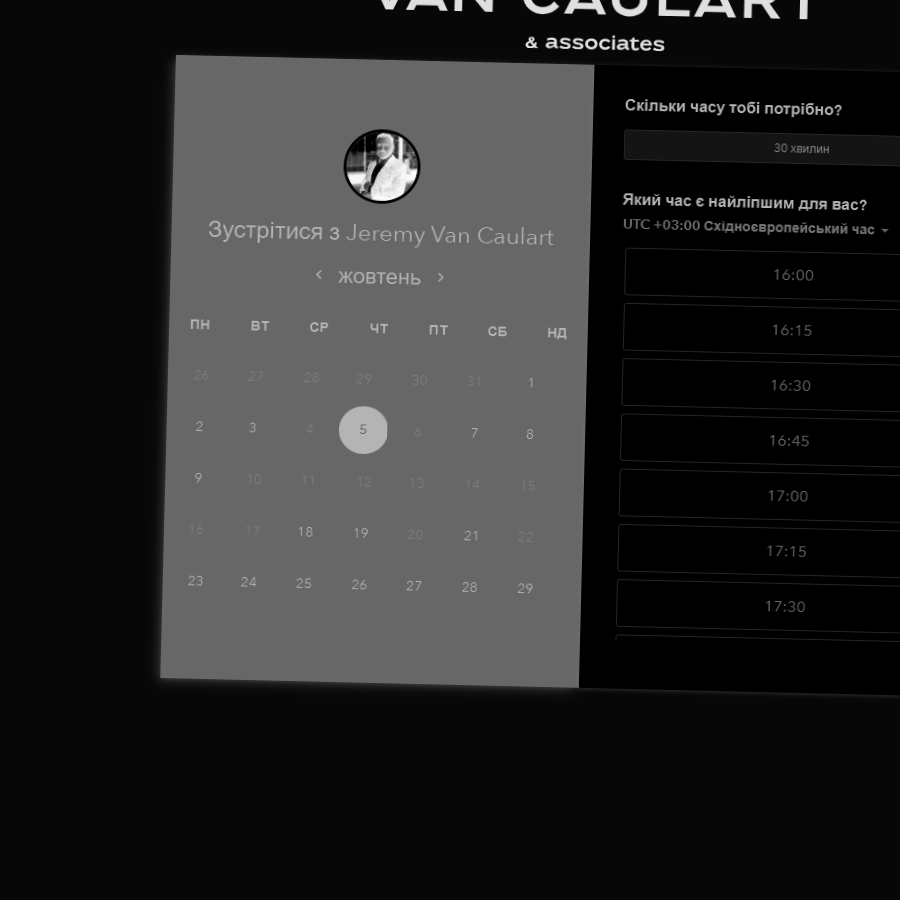 VAN CAULART
& associates
Зустрітися з Jeremy Van Caulart
жовтень
ПН ВТ СР ЧТ ПТ СБ НД
26 27 28 29 30 31 1
2 3 4 5 6 7 8
9 10 11 12 13 14 15
16 17 18 19 20 21 22
23 24 25 26 27 28 29
Скільки часу тобі потрібно?
30 хвилин
Який час є найліпшим для вас?
UTC +03:00 Східноєвропейський час
16:00
16:15
16:30
16:45
17:00
17:15
17:30